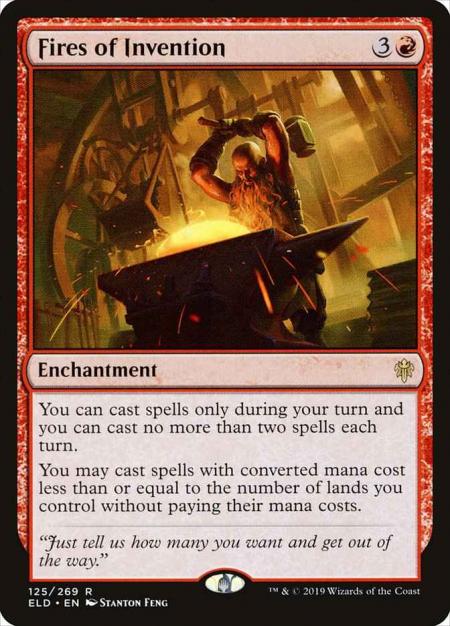 Fires of Invention 3
Enchantment
You can cast spells only during your turn and
you can cast no more than two spells each
turn.
You may cast spells with converted mana cost
less than or equal to the number of lands you
control without paying their mana costs.
“Just tell us how many you want and get out of
the way.”
125/269 R
ELD • EN STANTON FENG
™ & © 2019 Wizards of the Coast